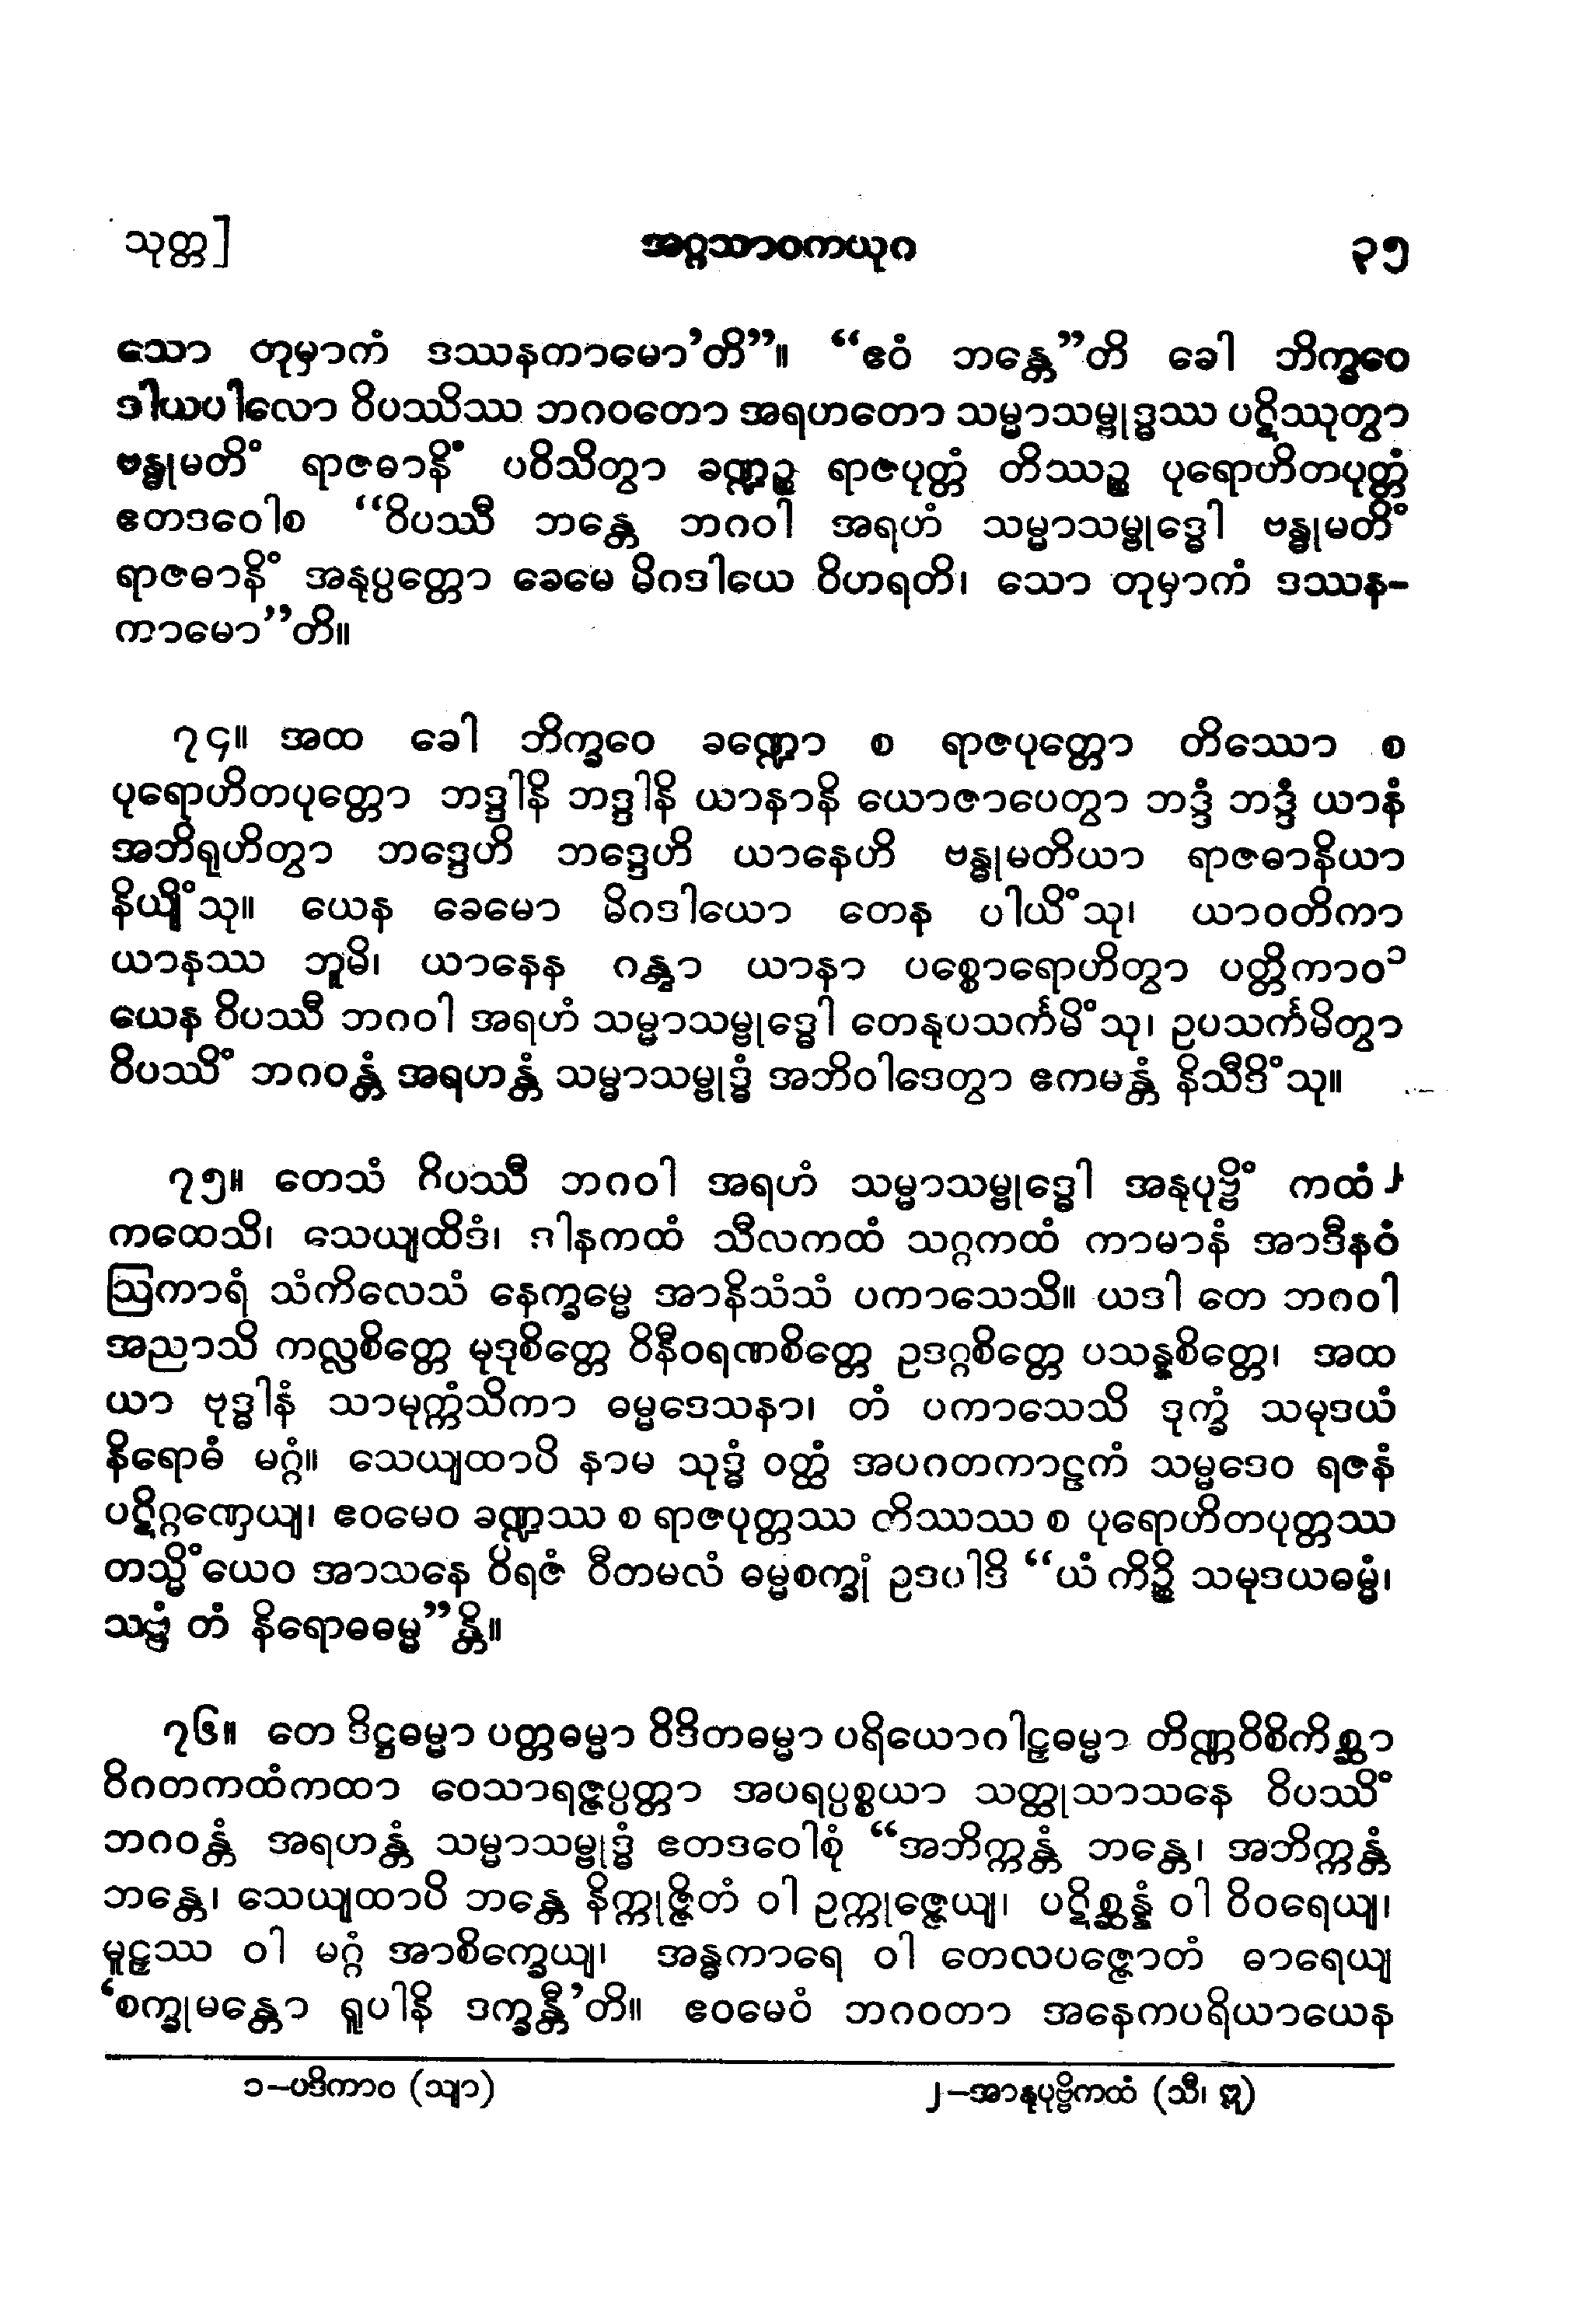 သုတ္တ]
အဂ္ဂသာဝကယုဂ
၃၅
သော တုမှာကံ ဒဿနကာမော’တိ”။ “ဧဝံ ဘန္တေ”တိ ခေါ ဘိက္ခဝေ
ဒါယပါလော ဝိပဿိဿ ဘဂဝတော အရဟတော သမ္မာသမ္ဗုဒ္ဓဿ ပဋိဿုတွာ
ဗန္ဓုမတိံ ရာဇဓာနိံ ပဝိသိတွာ ခဏ္ဍဉ္စ ရာဇပုတ္တံ တိဿဉ္စ ပုရောဟိတပုတ္တံ
ဧတဒဝေါစ “ဝိပဿီ ဘန္တေ ဘဂဝါ အရဟံ သမ္မာသမ္ဗုဒ္ဓေါ ဗန္ဓုမတိံ
ရာဇဓာနိံ အနုပ္ပတ္တော ခေမေ မိဂဒါယေ ဝိဟရတိ၊ သော တုမှာကံ ဒဿန-
ကာမော”တိ။
၇၄။ အထ ခေါ ဘိက္ခဝေ ခဏ္ဍော စ ရာဇပုတ္တော တိဿော စ
ပုရောဟိတပုတ္တော ဘဒ္ဒါနိ ဘဒ္ဒါနိ ယာနာနိ ယောဇာပေတွာ ဘဒ္ဒံ ဘဒ္ဒံ ယာနံ
အဘိရုဟိတွာ ဘဒ္ဒေဟိ ဘဒ္ဒေဟိ ယာနေဟိ ဗန္ဓုမတိယာ ရာဇဓာနိယာ
နိယျိံသု။ ယေန ခေမော မိဂဒါယော တေန ပါယိံသု၊ ယာဝတိကာ
ယာနဿ ဘူမိ၊ ယာနေန ဂန္တွာ ယာနာ ပစ္စောရောဟိတွာ ပတ္တိကာဝ ၁
ယေန ဝိပဿီ ဘဂဝါ အရဟံ သမ္မာသမ္ဗုဒ္ဓေါ တေနုပသင်္ကမိံသု၊ ဥပသင်္ကမိတွာ
ဝိပဿိံ ဘဂဝန္တံ အရဟန္တံ သမ္မာသမ္ဗုဒ္ဓံ အဘိဝါဒေတွာ ဧကမန္တံ နိသီဒိံသု။
၇၅။ တေသံ ဝိပဿီ ဘဂဝါ အရဟံ သမ္မာသမ္ဗုဒ္ဓေါ အနုပုဗ္ဗိံ ကထံ ၂
ကထေသိ၊ သေယျထိဒံ၊ ဒါနကထံ သီလကထံ သဂ္ဂကထံ ကာမာနံ အာဒီနဝံ
ဩကာရံ သံကိလေသံ နေက္ခမ္မေ အာနိသံသံ ပကာသေသိ။ ယဒါ တေ ဘဂဝါ
အညာသိ ကလ္လစိတ္တေ မုဒုစိတ္တေ ဝိနီဝရဏစိတ္တေ ဥဒဂ္ဂစိတ္တေ ပသန္နစိတ္တေ၊ အထ
ယာ ဗုဒ္ဓါနံ သာမုက္ကံသိကာ ဓမ္မဒေသနာ၊ တံ ပကာသေသိ ဒုက္ခံ သမုဒယံ
နိရောဓံ မဂ္ဂံ။ သေယျထာပိ နာမ သုဒ္ဓံ ဝတ္ထံ အပဂတကာဠကံ သမ္မဒေဝ ရဇနံ
ပဋိဂ္ဂဏှေယျ၊ ဧဝမေဝ ခဏ္ဍဿ စ ရာဇပုတ္တဿ တိဿဿ စ ပုရောဟိတပုတ္တဿ
တသ္မိံယေဝ အာသနေ ဝိရဇံ ဝီတမလံ ဓမ္မစက္ခုံ ဥဒပါဒိ “ယံ ကိဉ္စိ သမုဒယဓမ္မံ၊
သဗ္ဗံ တံ နိရောဓဓမ္မ”န္တိ။
၇၆။ တေ ဒိဋ္ဌဓမ္မာ ပတ္တဓမ္မာ ဝိဒိတဓမ္မာ ပရိယောဂါဠှဓမ္မာ တိဏ္ဏဝိစိကိစ္ဆာ
ဝိဂတကထံကထာ ဝေသာရဇ္ဇပ္ပတ္တာ အပရပ္ပစ္စယာ သတ္ထုသာသနေ ဝိပဿိံ
ဘဂဝန္တံ အရဟန္တံ သမ္မာသမ္ဗုဒ္ဓံ ဧတဒဝေါစုံ “အဘိက္ကန္တံ ဘန္တေ၊ အဘိက္ကန္တံ
ဘန္တေ၊ သေယျထာပိ ဘန္တေ နိက္ကုဇ္ဇိတံ ဝါ ဥက္ကုဇ္ဇေယျ၊ ပဋိစ္ဆန္နံ ဝါ ဝိဝရေယျ၊
မူဠှဿ ဝါ မဂ္ဂံ အာစိက္ခေယျ၊ အန္ဓကာရေ ဝါ တေလပဇ္ဇောတံ ဓာရေယျ
‘စက္ခုမန္တော ရူပါနိ ဒက္ခန္တီ’တိ။ ဧဝမေဝံ ဘဂဝတာ အနေကပရိယာယေန
၁-ပဒိကာဝ (သျာ)
၂-အာနုပုဗ္ဗိကထံ (သီ၊ ဣ)